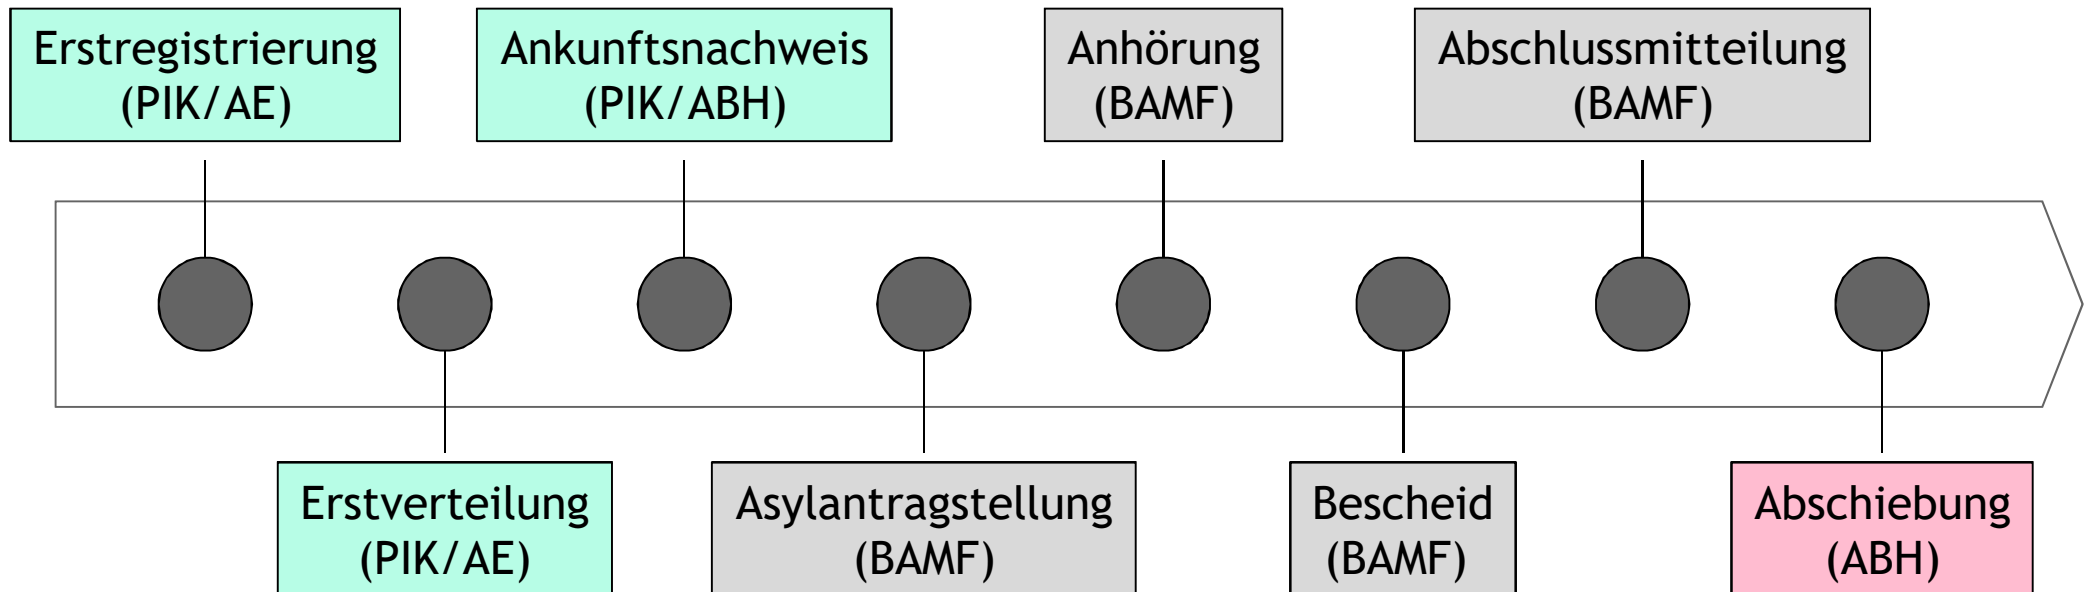 Erstregistrierung
(PIK/AE)
Ankunftsnachweis
(PIK/ABH)
Anhörung
(BAMF)
Abschlussmitteilung
(BAMF)
Erstverteilung
(PIK/AE)
Asylantragstellung
(BAMF)
Bescheid
(BAMF)
Abschiebung
(ABH)